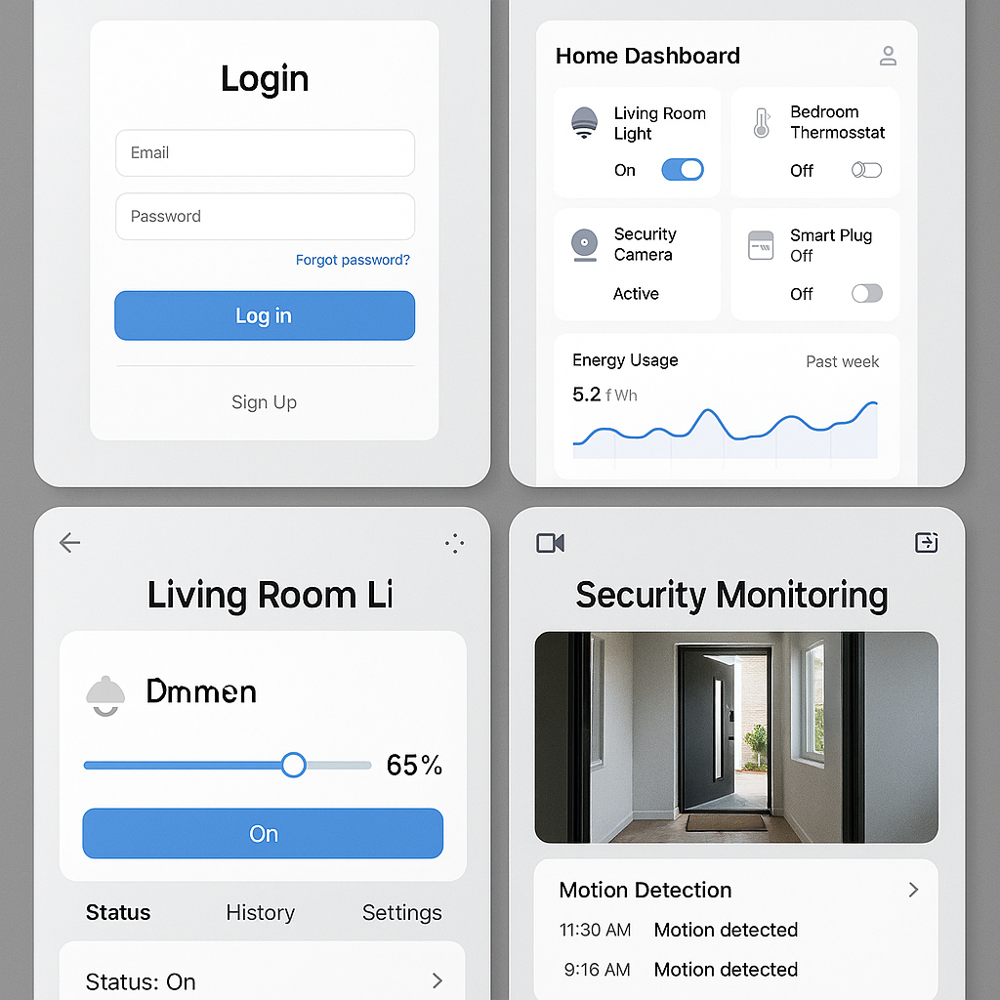 Login
Email
Password
Forgot password?
Log in
Sign Up
Home Dashboard
Living Room
Light
On
Bedroom
Thermosstat
Off
Security
Camera
Active
Smart Plug
Off
Off
Energy Usage
Past week
5.2 f Wh
Living Room Li
Dmmen
65%
On
Status
History
Settings
Status: On
Security Monitoring
Motion Detection
11:30 AM Motion detected
9:16 AM Motion detected